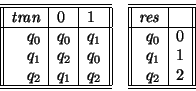 tran 0 1 res
q0 q0 q1 q0 0
q1 q2 q0 q1 1
q2 q1 q2 q2 2